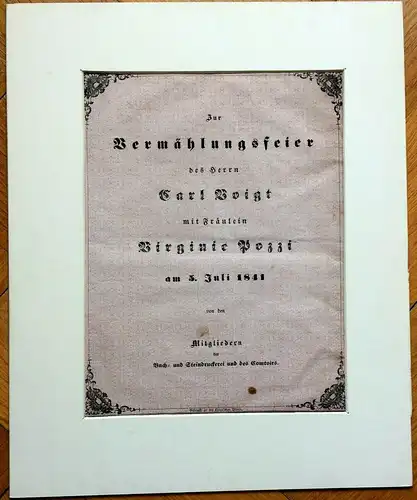 Zur
Vermählungsfeier
des Herrn
Carl Voigt
mit Fräulein
Virginie Pozzi
am 5. Juli 1841
von den
Mitgliedern
der
Buch- und Steindruckerei und des Comtoirs.